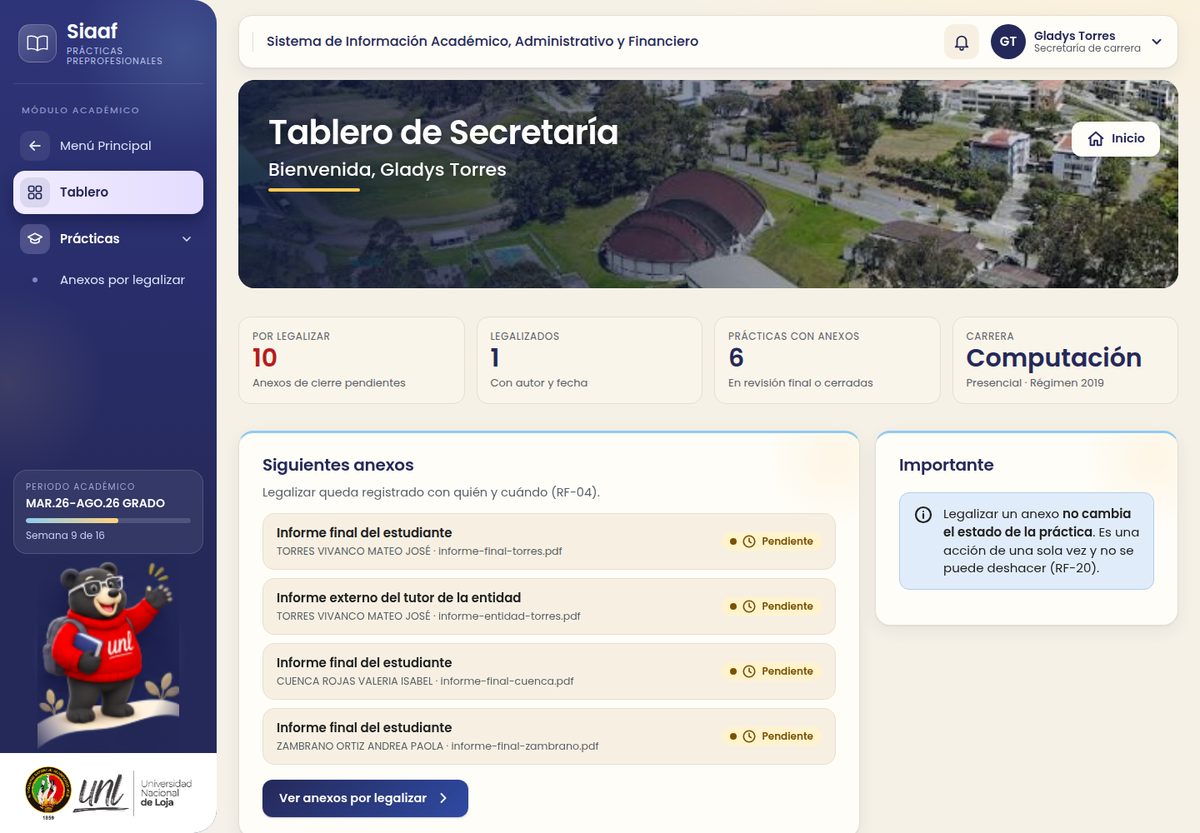 Siaaf
PRÁCTICAS
PREPROFESIONALES
MÓDULO ACADÉMICO
Menú Principal
Tablero
Prácticas
Anexos por legalizar
PERIODO ACADÉMICO
MAR.26-AGO.26 GRADO
Semana 9 de 16
unl
1859
unl
Universidad
Nacional
de Loja
Sistema de Información Académico, Administrativo y Financiero
GT
Gladys Torres
Secretaría de carrera
Tablero de Secretaría
Bienvenida, Gladys Torres
Inicio
POR LEGALIZAR
10
Anexos de cierre pendientes
LEGALIZADOS
1
Con autor y fecha
PRÁCTICAS CON ANEXOS
6
En revisión final o cerradas
CARRERA
Computación
Presencial · Régimen 2019
Siguientes anexos
Legalizar queda registrado con quién y cuándo (RF-04).
Informe final del estudiante
TORRES VIVANCO MATEO JOSÉ · informe-final-torres.pdf
Pendiente
Informe externo del tutor de la entidad
TORRES VIVANCO MATEO JOSÉ · informe-entidad-torres.pdf
Pendiente
Informe final del estudiante
CUENCA ROJAS VALERIA ISABEL · informe-final-cuenca.pdf
Pendiente
Informe final del estudiante
ZAMBRANO ORTIZ ANDREA PAOLA · informe-final-zambrano.pdf
Pendiente
Ver anexos por legalizar
Importante
Legalizar un anexo no cambia
el estado de la práctica. Es una
acción de una sola vez y no se
puede deshacer (RF-20).